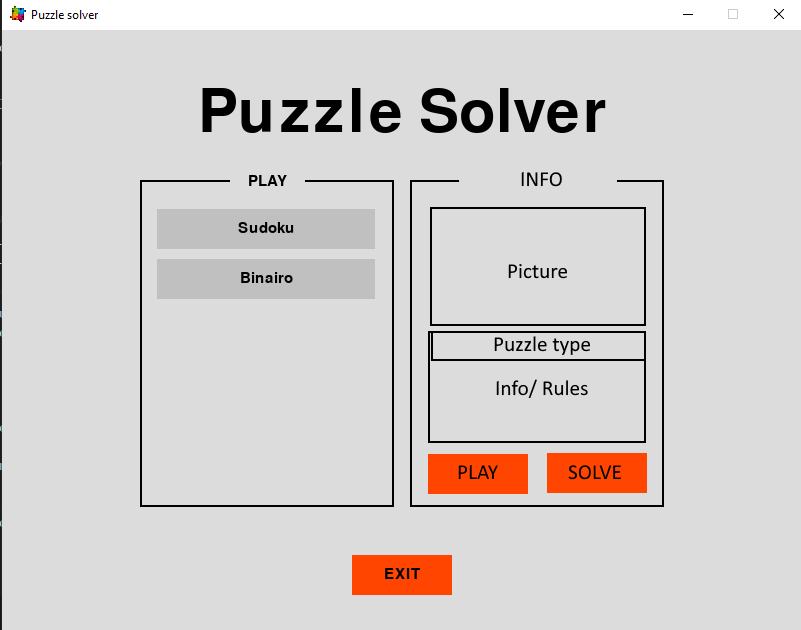 Puzzle solver
Puzzle Solver
PLAY
Sudoku
Binairo
INFO
Picture
Puzzle type
Info/ Rules
PLAY
SOLVE
EXIT